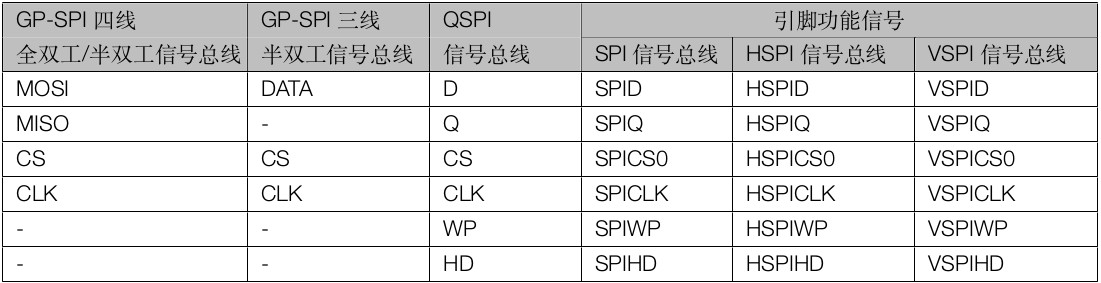 GP-SPI 四线 GP-SPI 三线 QSPI 引脚功能信号
全双工/半双工信号总线 半双工信号总线 信号总线 SPI 信号总线 HSPI 信号总线 VSPI 信号总线
MOSI DATA D SPID HSPID VSPID
MISO - Q SPIQ HSPIQ VSPIQ
CS CS CS SPICS0 HSPICS0 VSPICS0
CLK CLK CLK SPICLK HSPICLK VSPICLK
- - WP SPIWP HSPIWP VSPIWP
- - HD SPIHD HSPIHD VSPIHD